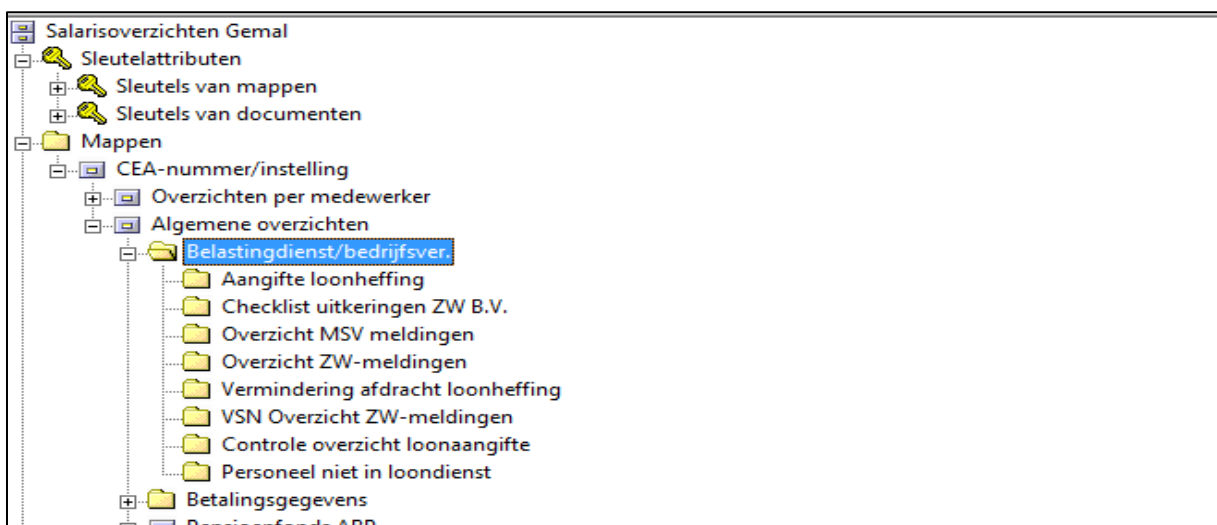 Salarisoverzichten Gemal
Sleutelattributen
Sleutels van mappen
Sleutels van documenten
Mappen
CEA-nummer/instelling
Overzichten per medewerker
Algemene overzichten
Belastingdienst/bedrijfsver.
Aangifte loonheffing
Checklist uitkeringen ZW B.V.
Overzicht MSV meldingen
Overzicht ZW-meldingen
Vermindering afdracht loonheffing
VSN Overzicht ZW-meldingen
Controle overzicht loonaangifte
Personeel niet in loondienst
Betalingsgegevens
Pensioenfonds ABP